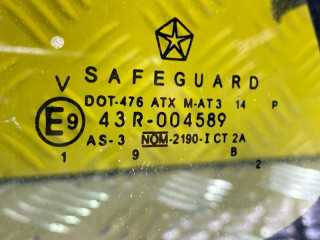 V SAFEGUARD
DOT-476 ATX M-AT3 14 P
E9 43R-004589
AS-3 NOM-2190-I CT 2A
1 9 B
2